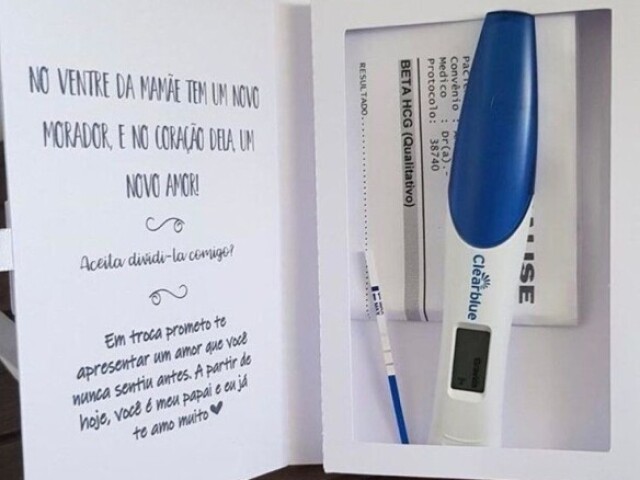 NO VENTRE DA MAMÃE TEM UM NOVO
MORADOR, E NO CORAÇÃO DELA, UM
NOVO AMOR!
Aceita dividi-la comigo?
Em troca prometo te
apresentar um amor que você
nunca sentiu antes. A partir de
hoje, você é meu papai e eu já
te amo muito
Convênio :
Medico : Dr(a).
Protocolo: 38740
BETA HCG (Qualitativo)
RESULTADO
Clearblue